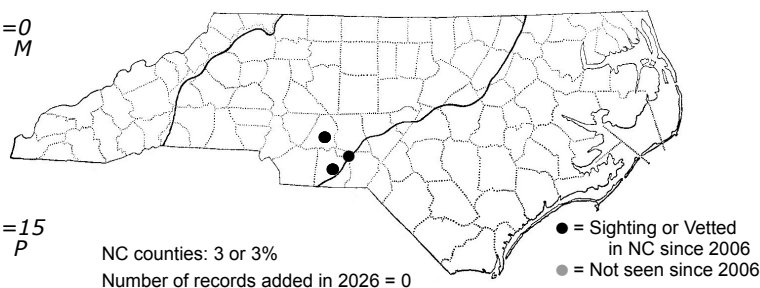 =0
M
=15
P
NC counties: 3 or 3%
Number of records added in 2026 = 0
● = Sighting or Vetted
in NC since 2006
● = Not seen since 2006